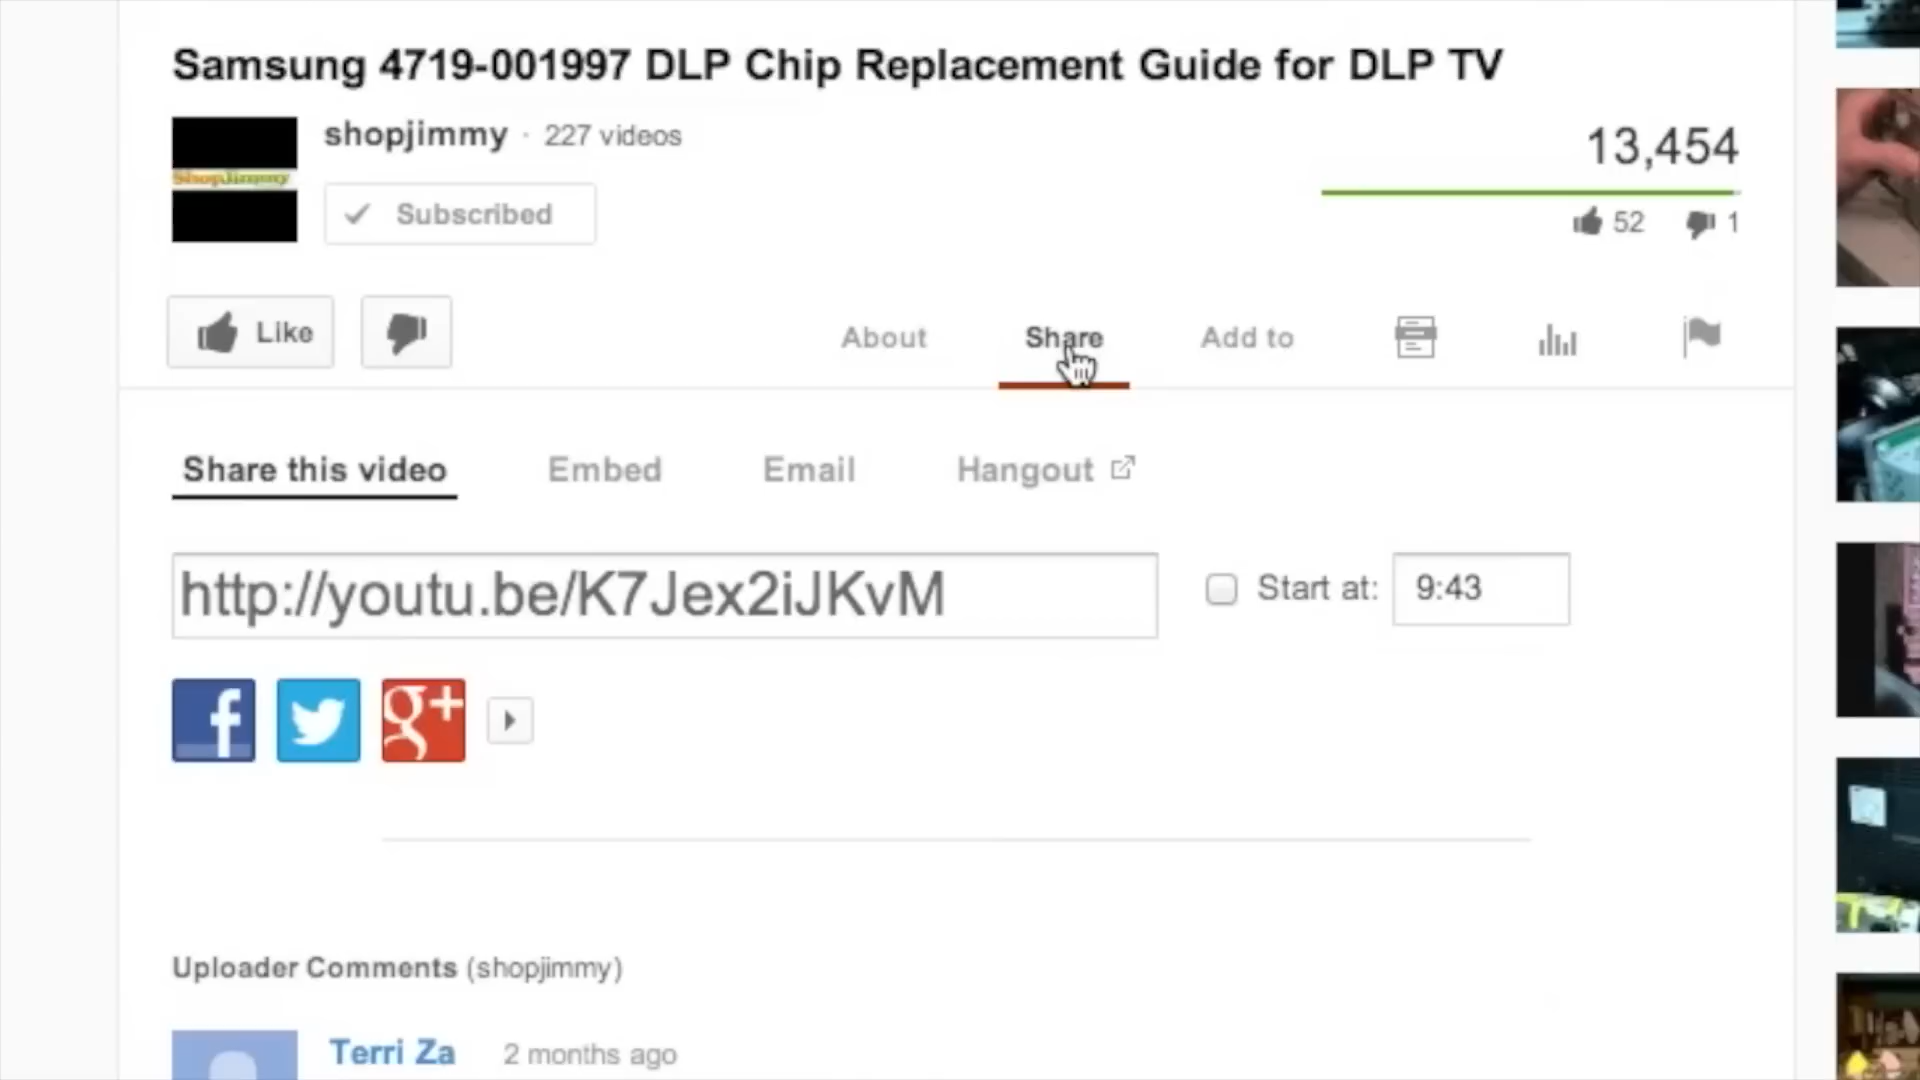 Samsung 4719-001997 DLP Chip Replacement Guide for DLP TV
shopjimmy · 227 videos
13,454
ShopJimmy
Subscribed
52 1
Like
About Share Add to
Share this video Embed Email Hangout
http://youtu.be/K7Jex2iJKvM Start at: 9:43
f g+
Uploader Comments (shopjimmy)
Terri Za 2 months ago